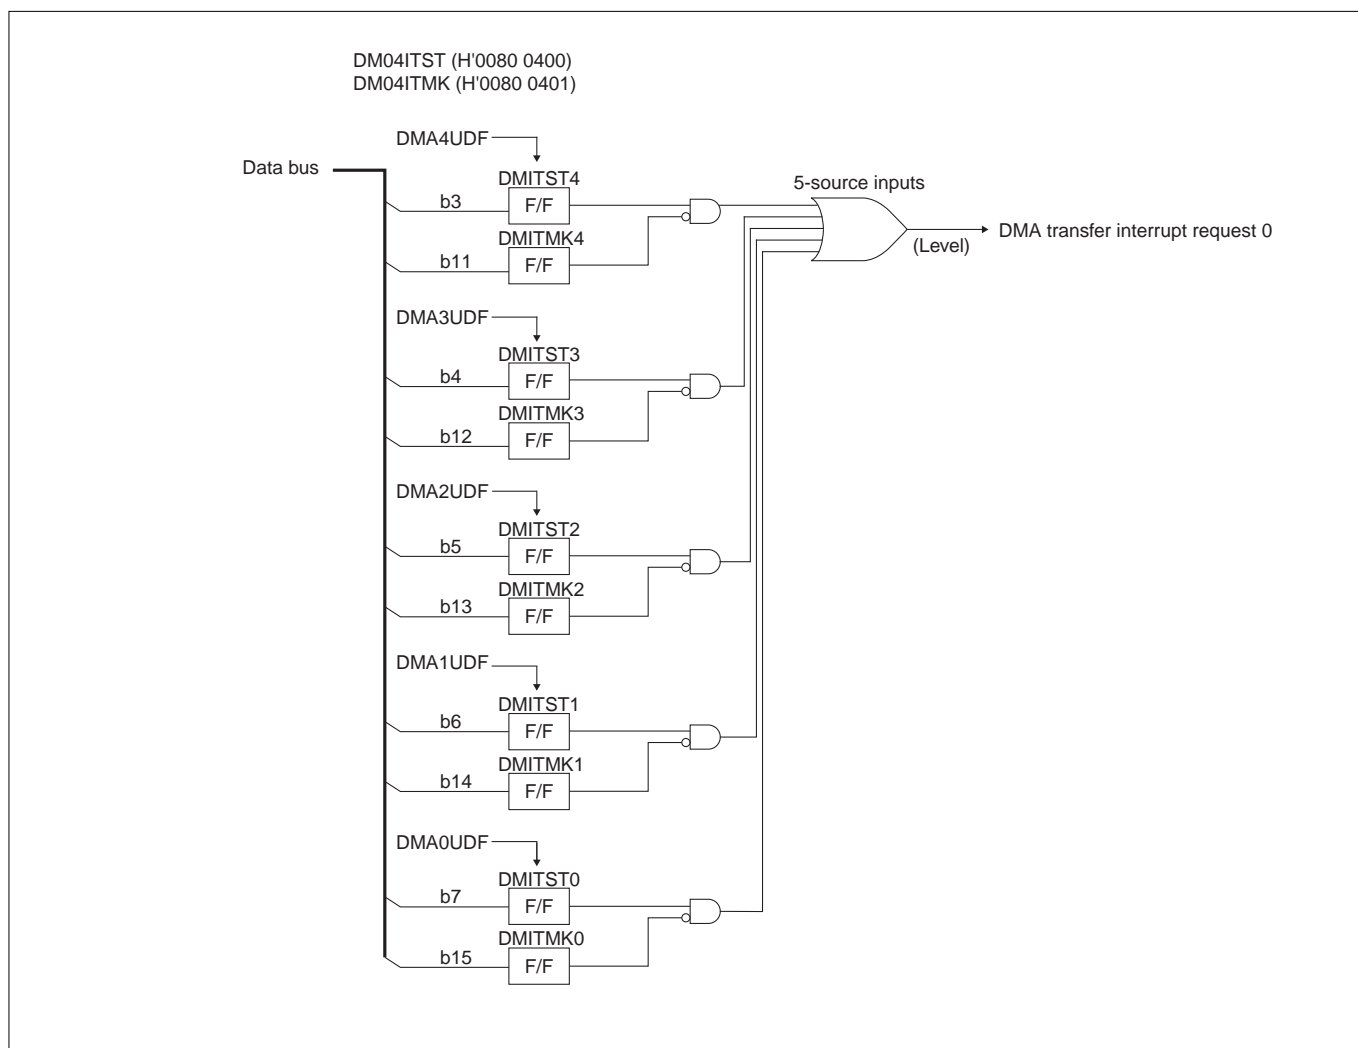 DM04ITST (H'0080 0400)
DM04ITMK (H'0080 0401)
DMA4UDF
Data bus
DMITST4
5-source inputs
b3
F/F
DMITMK4
(Level)
DMA transfer interrupt request 0
b11
F/F
DMA3UDF
DMITST3
b4
F/F
DMITMK3
b12
F/F
DMA2UDF
DMITST2
b5
F/F
DMITMK2
b13
F/F
DMA1UDF
DMITST1
b6
F/F
DMITMK1
b14
F/F
DMA0UDF
DMITST0
b7
F/F
DMITMK0
b15
F/F